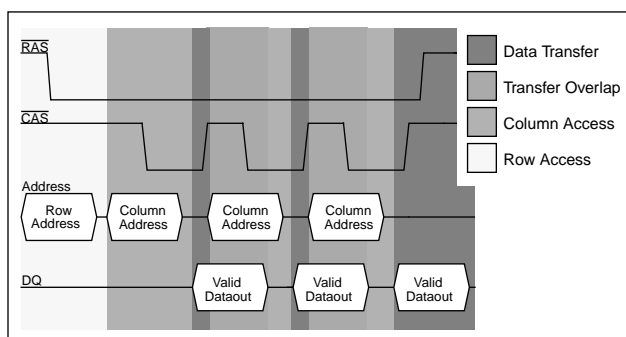 RAS
CAS
Address
Row
Address
Column
Address
Column
Address
Column
Address
DQ
Valid
Dataout
Valid
Dataout
Valid
Dataout
Data Transfer
Transfer Overlap
Column Access
Row Access